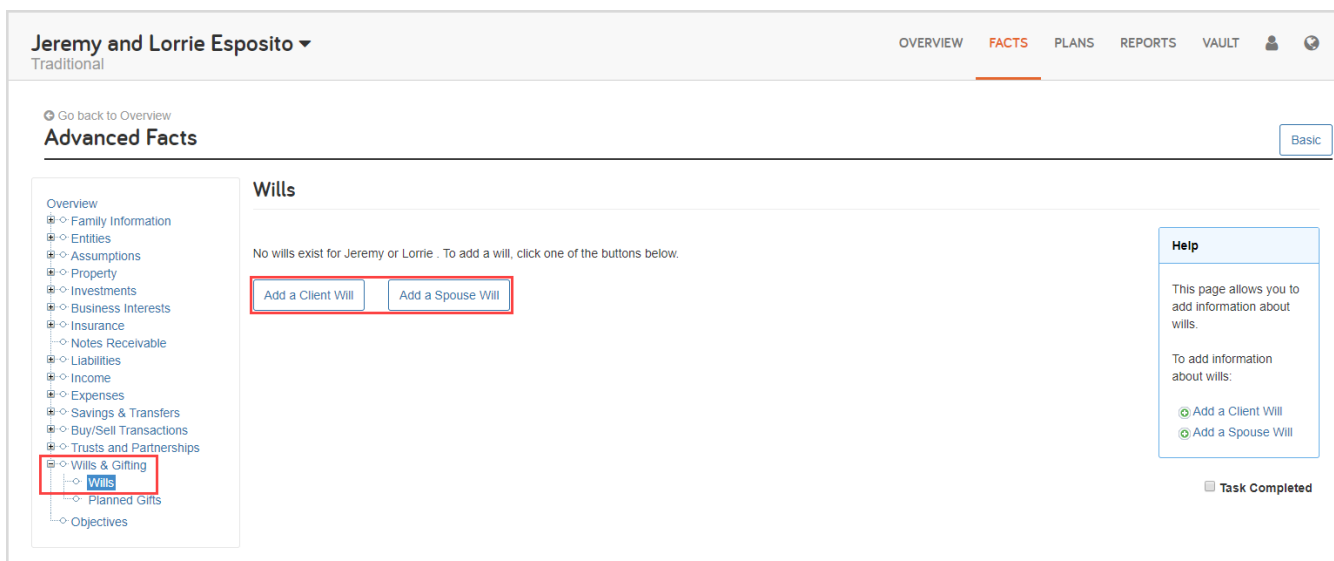 Jeremy and Lorrie Esposito
Traditional
OVERVIEW FACTS PLANS REPORTS VAULT
Go back to Overview
Advanced Facts
Basic
Overview
Family Information
Entities
Assumptions
Property
Investments
Business Interests
Insurance
Notes Receivable
Liabilities
Income
Expenses
Savings & Transfers
Buy/Sell Transactions
Trusts and Partnerships
Wills & Gifting
Wills
Planned Gifts
Objectives
Wills
No wills exist for Jeremy or Lorrie . To add a will, click one of the buttons below.
Add a Client Will Add a Spouse Will
Help
This page allows you to
add information about
wills.
To add information
about wills:
Add a Client Will
Add a Spouse Will
Task Completed